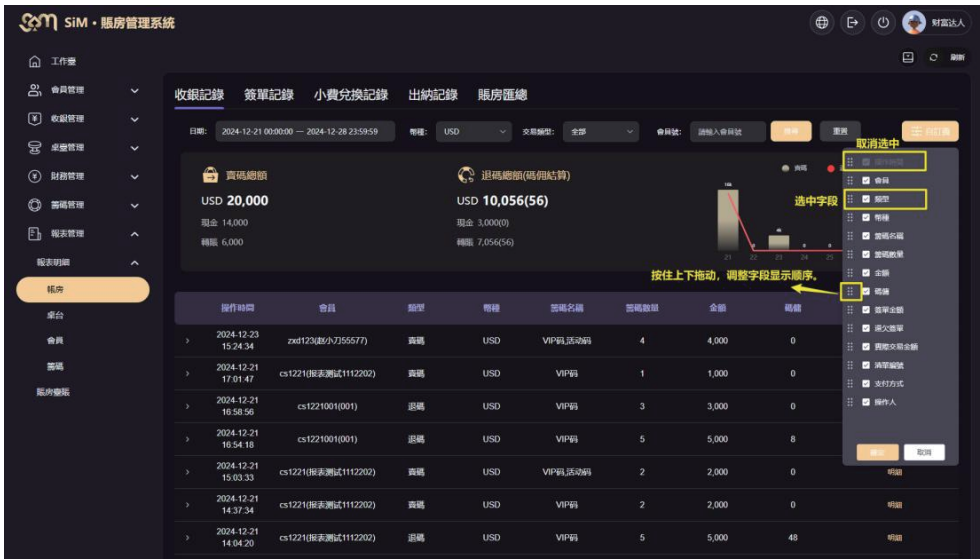 SiM・賬房管理系統
财富达人
工作臺
刷新
會員管理
收銀管理
桌臺管理
財務管理
籌碼管理
報表管理
報表明細
帳房
桌台
會員
籌碼
賬房臺賬
收銀記錄 簽單記錄 小費兌換記錄 出納記錄 賬房匯總
日期: 2024-12-21 00:00:00 — 2024-12-28 23:59:59 幣種: USD 交易類型: 全部 會員號: 請輸入會員號 搜尋 重置 自訂義
取消选中
賣碼總額
USD 20,000
現金 14,000
轉賬 6,000
退碼總額(碼佣結算)
USD 10,056(56)
現金 3,000(0)
轉賬 7,056(56)
賣碼
21 22 23 24 25
选中字段
按住上下拖动，调整字段显示顺序。
操作時間
會員
類型
幣種
籌碼名稱
籌碼數量
金額
碼傭
簽單金額
還欠簽單
實際交易金額
清單編號
支付方式
操作人
確定 取消
操作時間 會員 類型 幣種 籌碼名稱 籌碼數量 金額 碼傭
2024-12-23
15:24:34 zxd123(赵小刀55577) 賣碼 USD VIP码,活动码 4 4,000 0
2024-12-21
17:01:47 cs1221(报表测试1112202) 賣碼 USD VIP码 1 1,000 0
2024-12-21
16:58:56 cs1221001(001) 退碼 USD VIP码 3 3,000 0
2024-12-21
16:54:18 cs1221001(001) 退碼 USD VIP码 5 5,000 8
2024-12-21
15:03:33 cs1221(报表测试1112202) 賣碼 USD VIP码,活动码 2 2,000 0 明細
2024-12-21
14:37:34 cs1221(报表测试1112202) 賣碼 USD VIP码 2 2,000 0 明細
2024-12-21
14:04:20 cs1221(报表测试1112202) 退碼 USD VIP码 5 5,000 48 明細